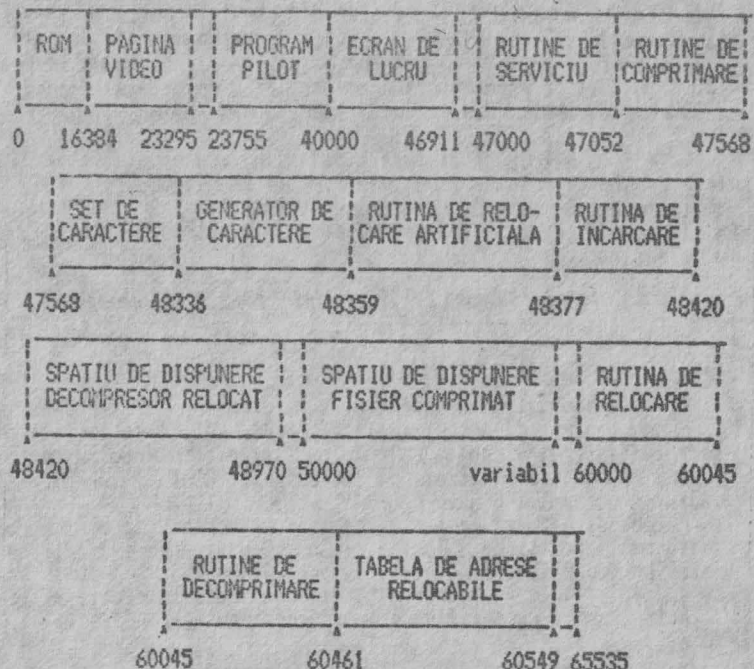 ROM PAGINA PROGRAM ECRAN DE RUTINE DE RUTINE DE
VIDEO PILOT LUCRU SERVICIU COMPRIMARE
0 16384 23295 23755 40000 46911 47000 47052 47568
SET DE GENERATOR DE RUTINA DE RELO- RUTINA DE
CARACTERE CARACTERE CARE ARTIFICIALA INCARCARE
47568 48336 48359 48377 48420
SPATIU DE DISPUNERE SPATIU DE DISPUNERE RUTINA DE
DECOMPRESOR RELOCAT FISIER COMPRIMAT RELOCARE
48420 48970 50000 variabil 60000 60045
RUTINE DE TABELA DE ADRESE
DECOMPRIMARE RELOCABILE
60045 60461 60549 65535